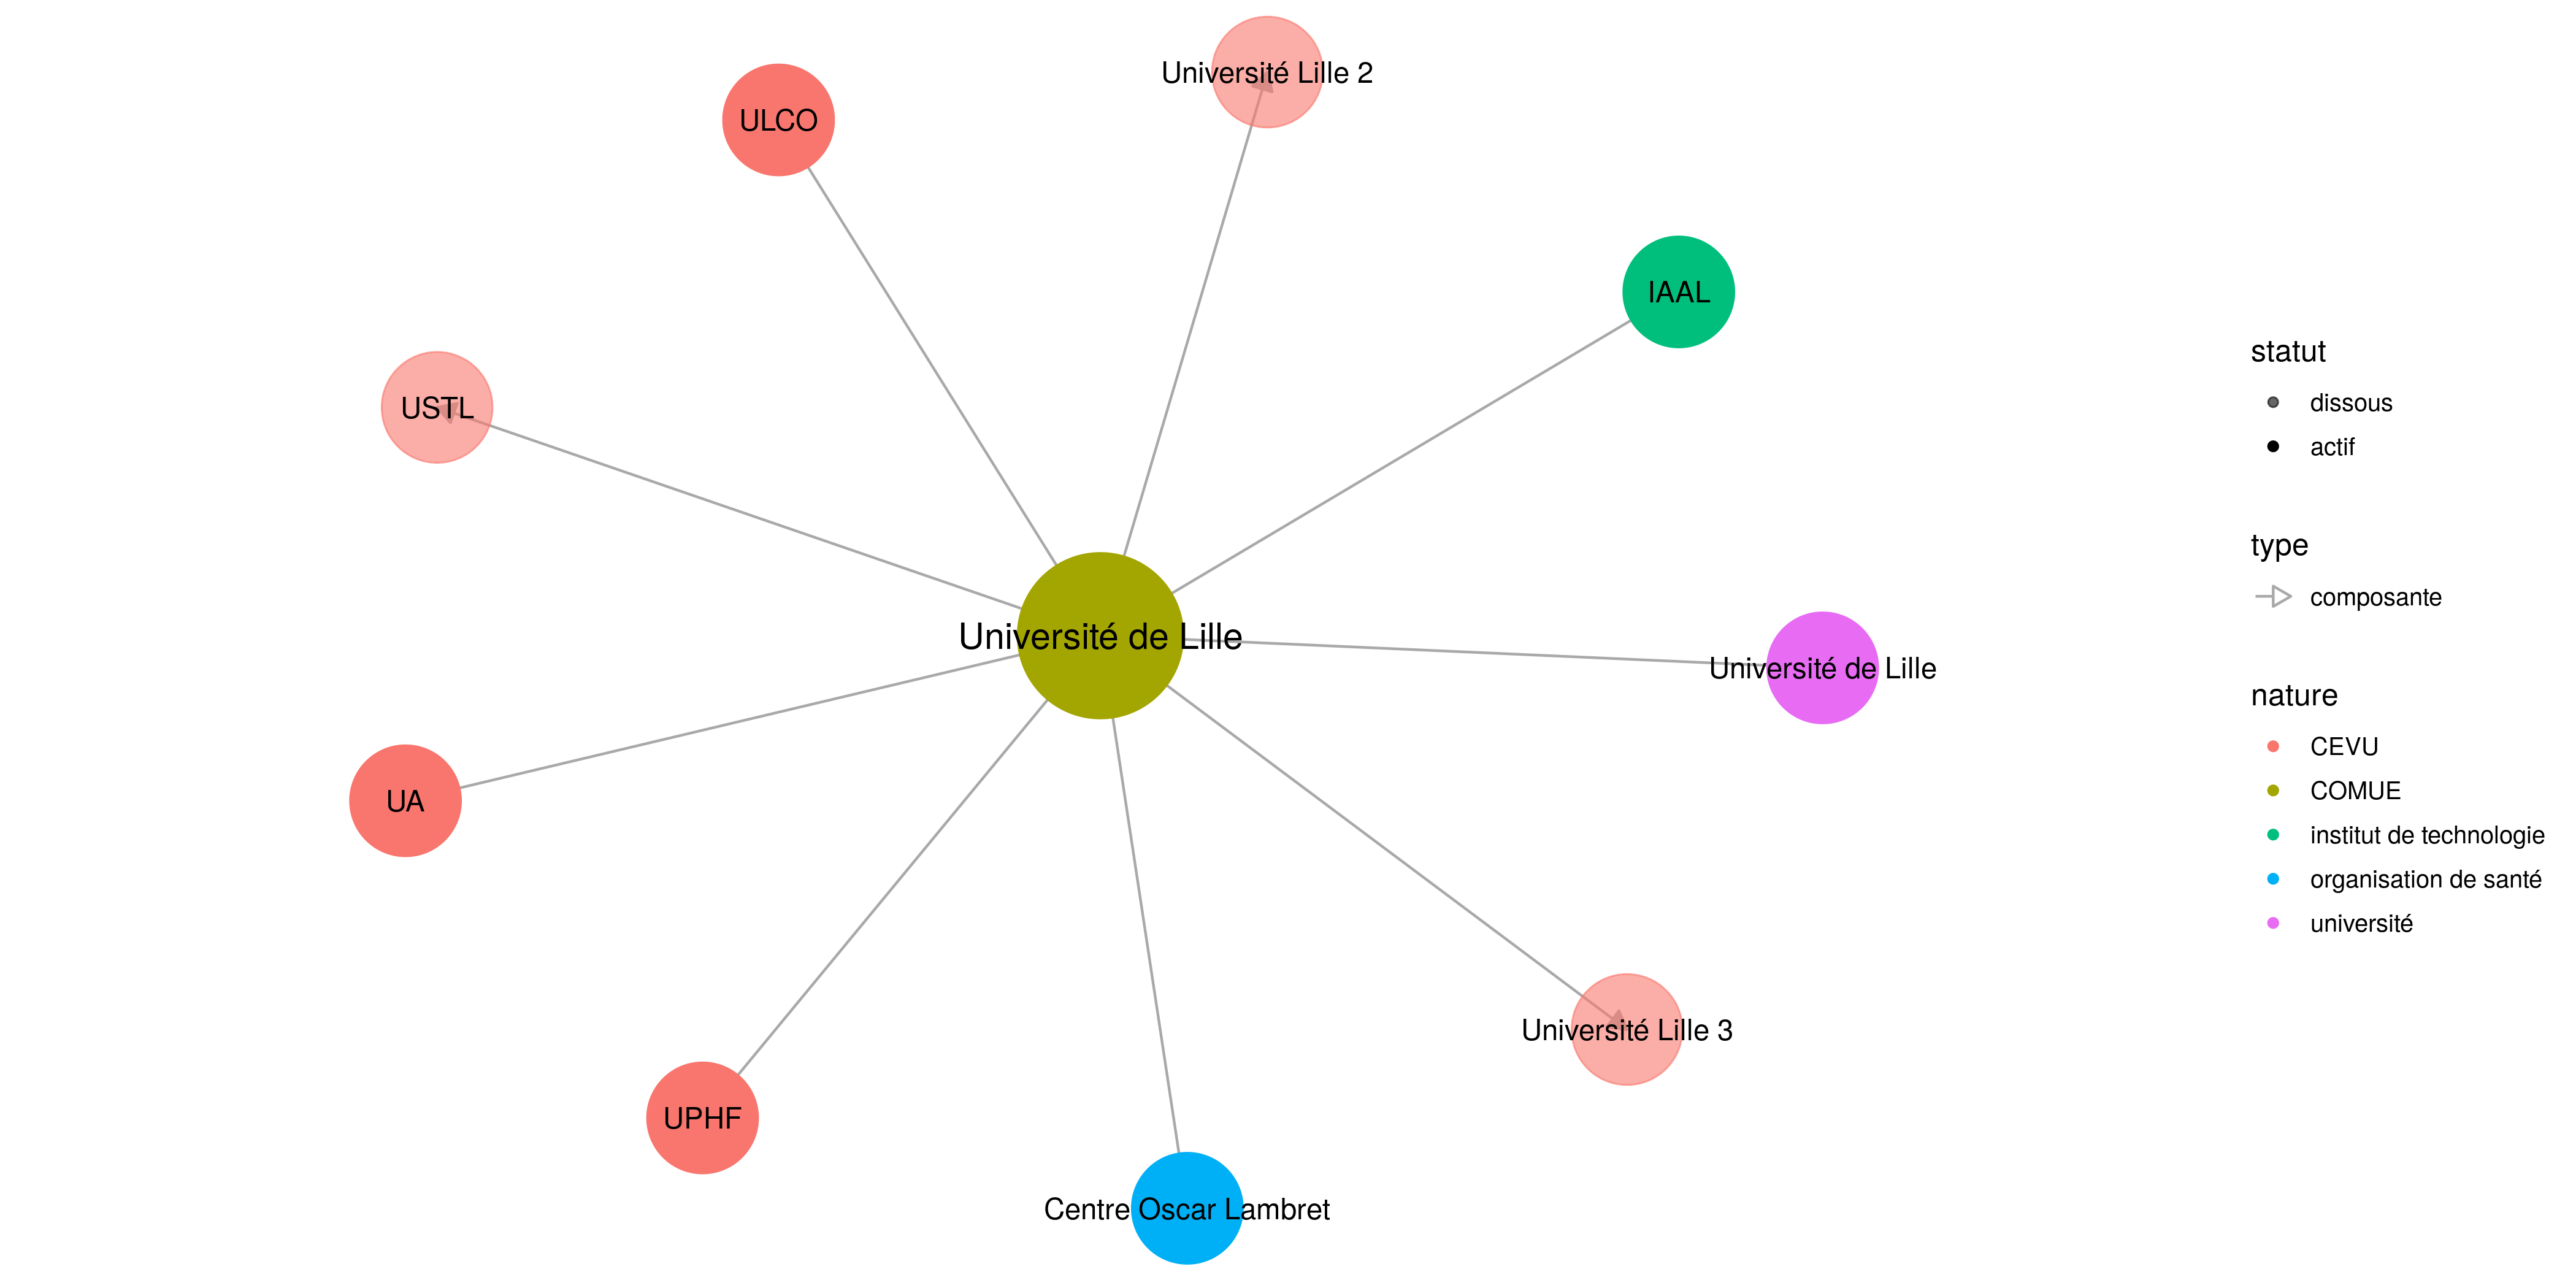 Université Lille 2
ULCO
IAAL
USTL
Université de Lille
Université de Lille
UA
Université Lille 3
UPHF
Centre Oscar Lambret
statut
dissous
actif
type
composante
nature
CEVU
COMUE
institut de technologie
organisation de santé
université